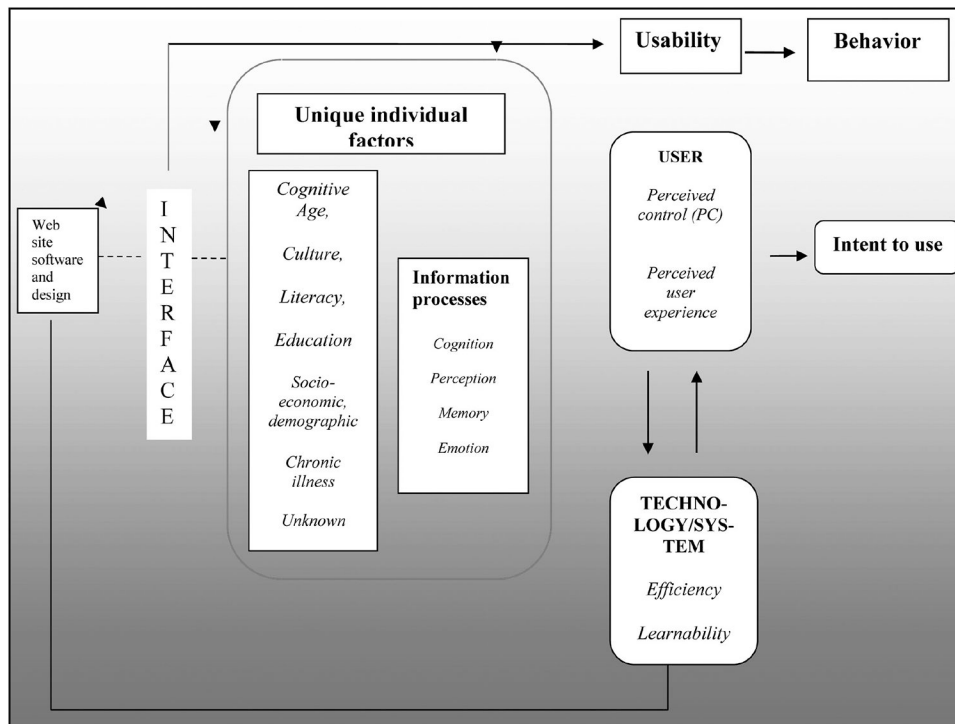 Usability
Behavior
Unique individual
factors
Web
site
software
and
design
I
N
T
E
R
F
A
C
E
Cognitive
Age,
Culture,
Literacy,
Education
Socio-
economic,
demographic
Chronic
illness
Unknown
Information
processes
Cognition
Perception
Memory
Emotion
USER
Perceived
control (PC)
Perceived
user
experience
Intent to use
TECHNO-
LOGY/SYS-
TEM
Efficiency
Learnability